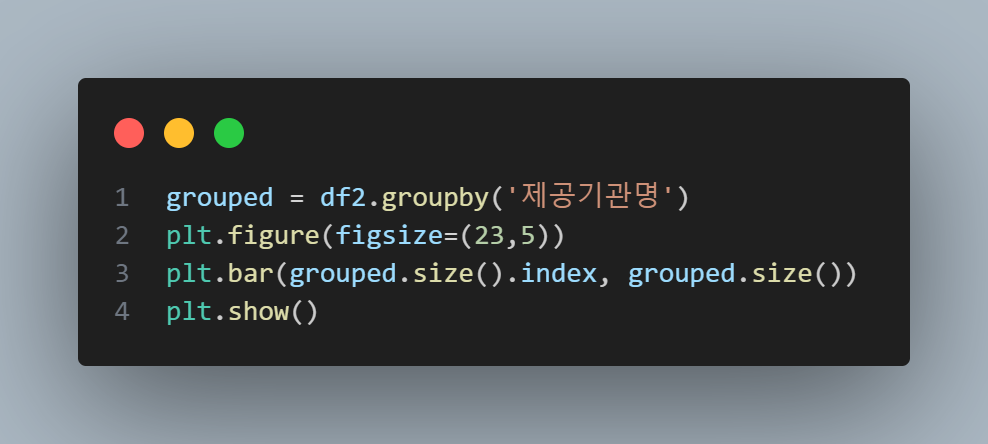 1 grouped = df2.groupby('제공기관명')
2 plt.figure(figsize=(23,5))
3 plt.bar(grouped.size().index, grouped.size())
4 plt.show()